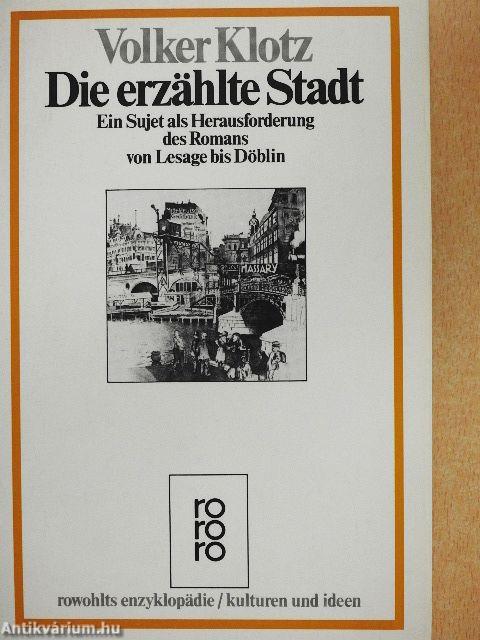 Volker Klotz
Die erzählte Stadt
Ein Sujet als Herausforderung
des Romans
von Lesage bis Döblin
MASSARY
ro
ro
ro
rowohlts enzyklopädie / kulturen und ideen
Antikvárium.hu